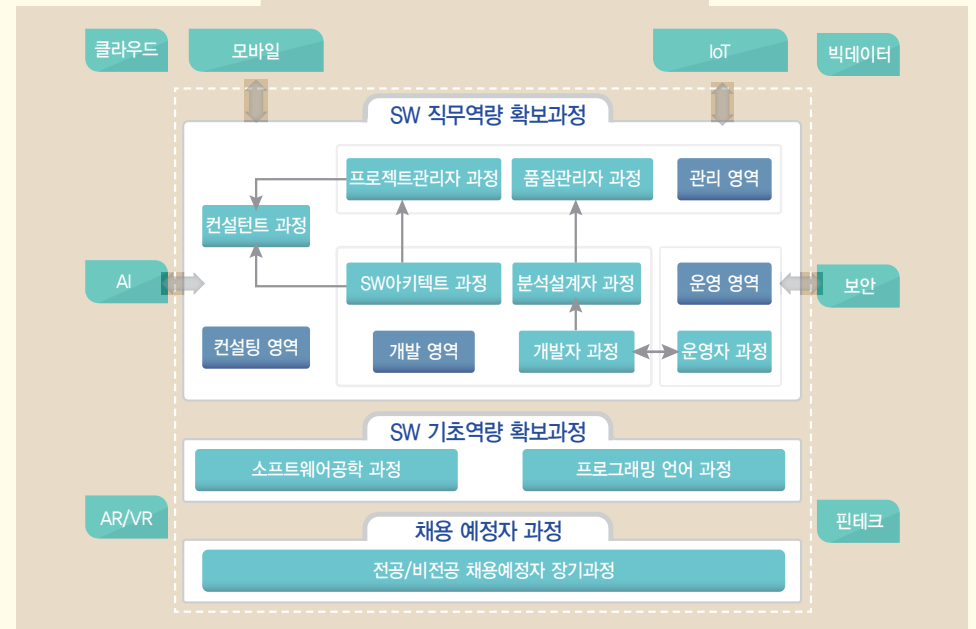 클라우드
모바일
IoT
빅데이터
SW 직무역량 확보과정
프로젝트관리자 과정
품질관리자 과정
관리 영역
컨설턴트 과정
AI
SW아키텍트 과정
분석설계자 과정
운영 영역
보안
컨설팅 영역
개발 영역
개발자 과정
운영자 과정
SW 기초역량 확보과정
소프트웨어공학 과정
프로그래밍 언어 과정
AR/VR
핀테크
채용 예정자 과정
전공/비전공 채용예정자 장기과정